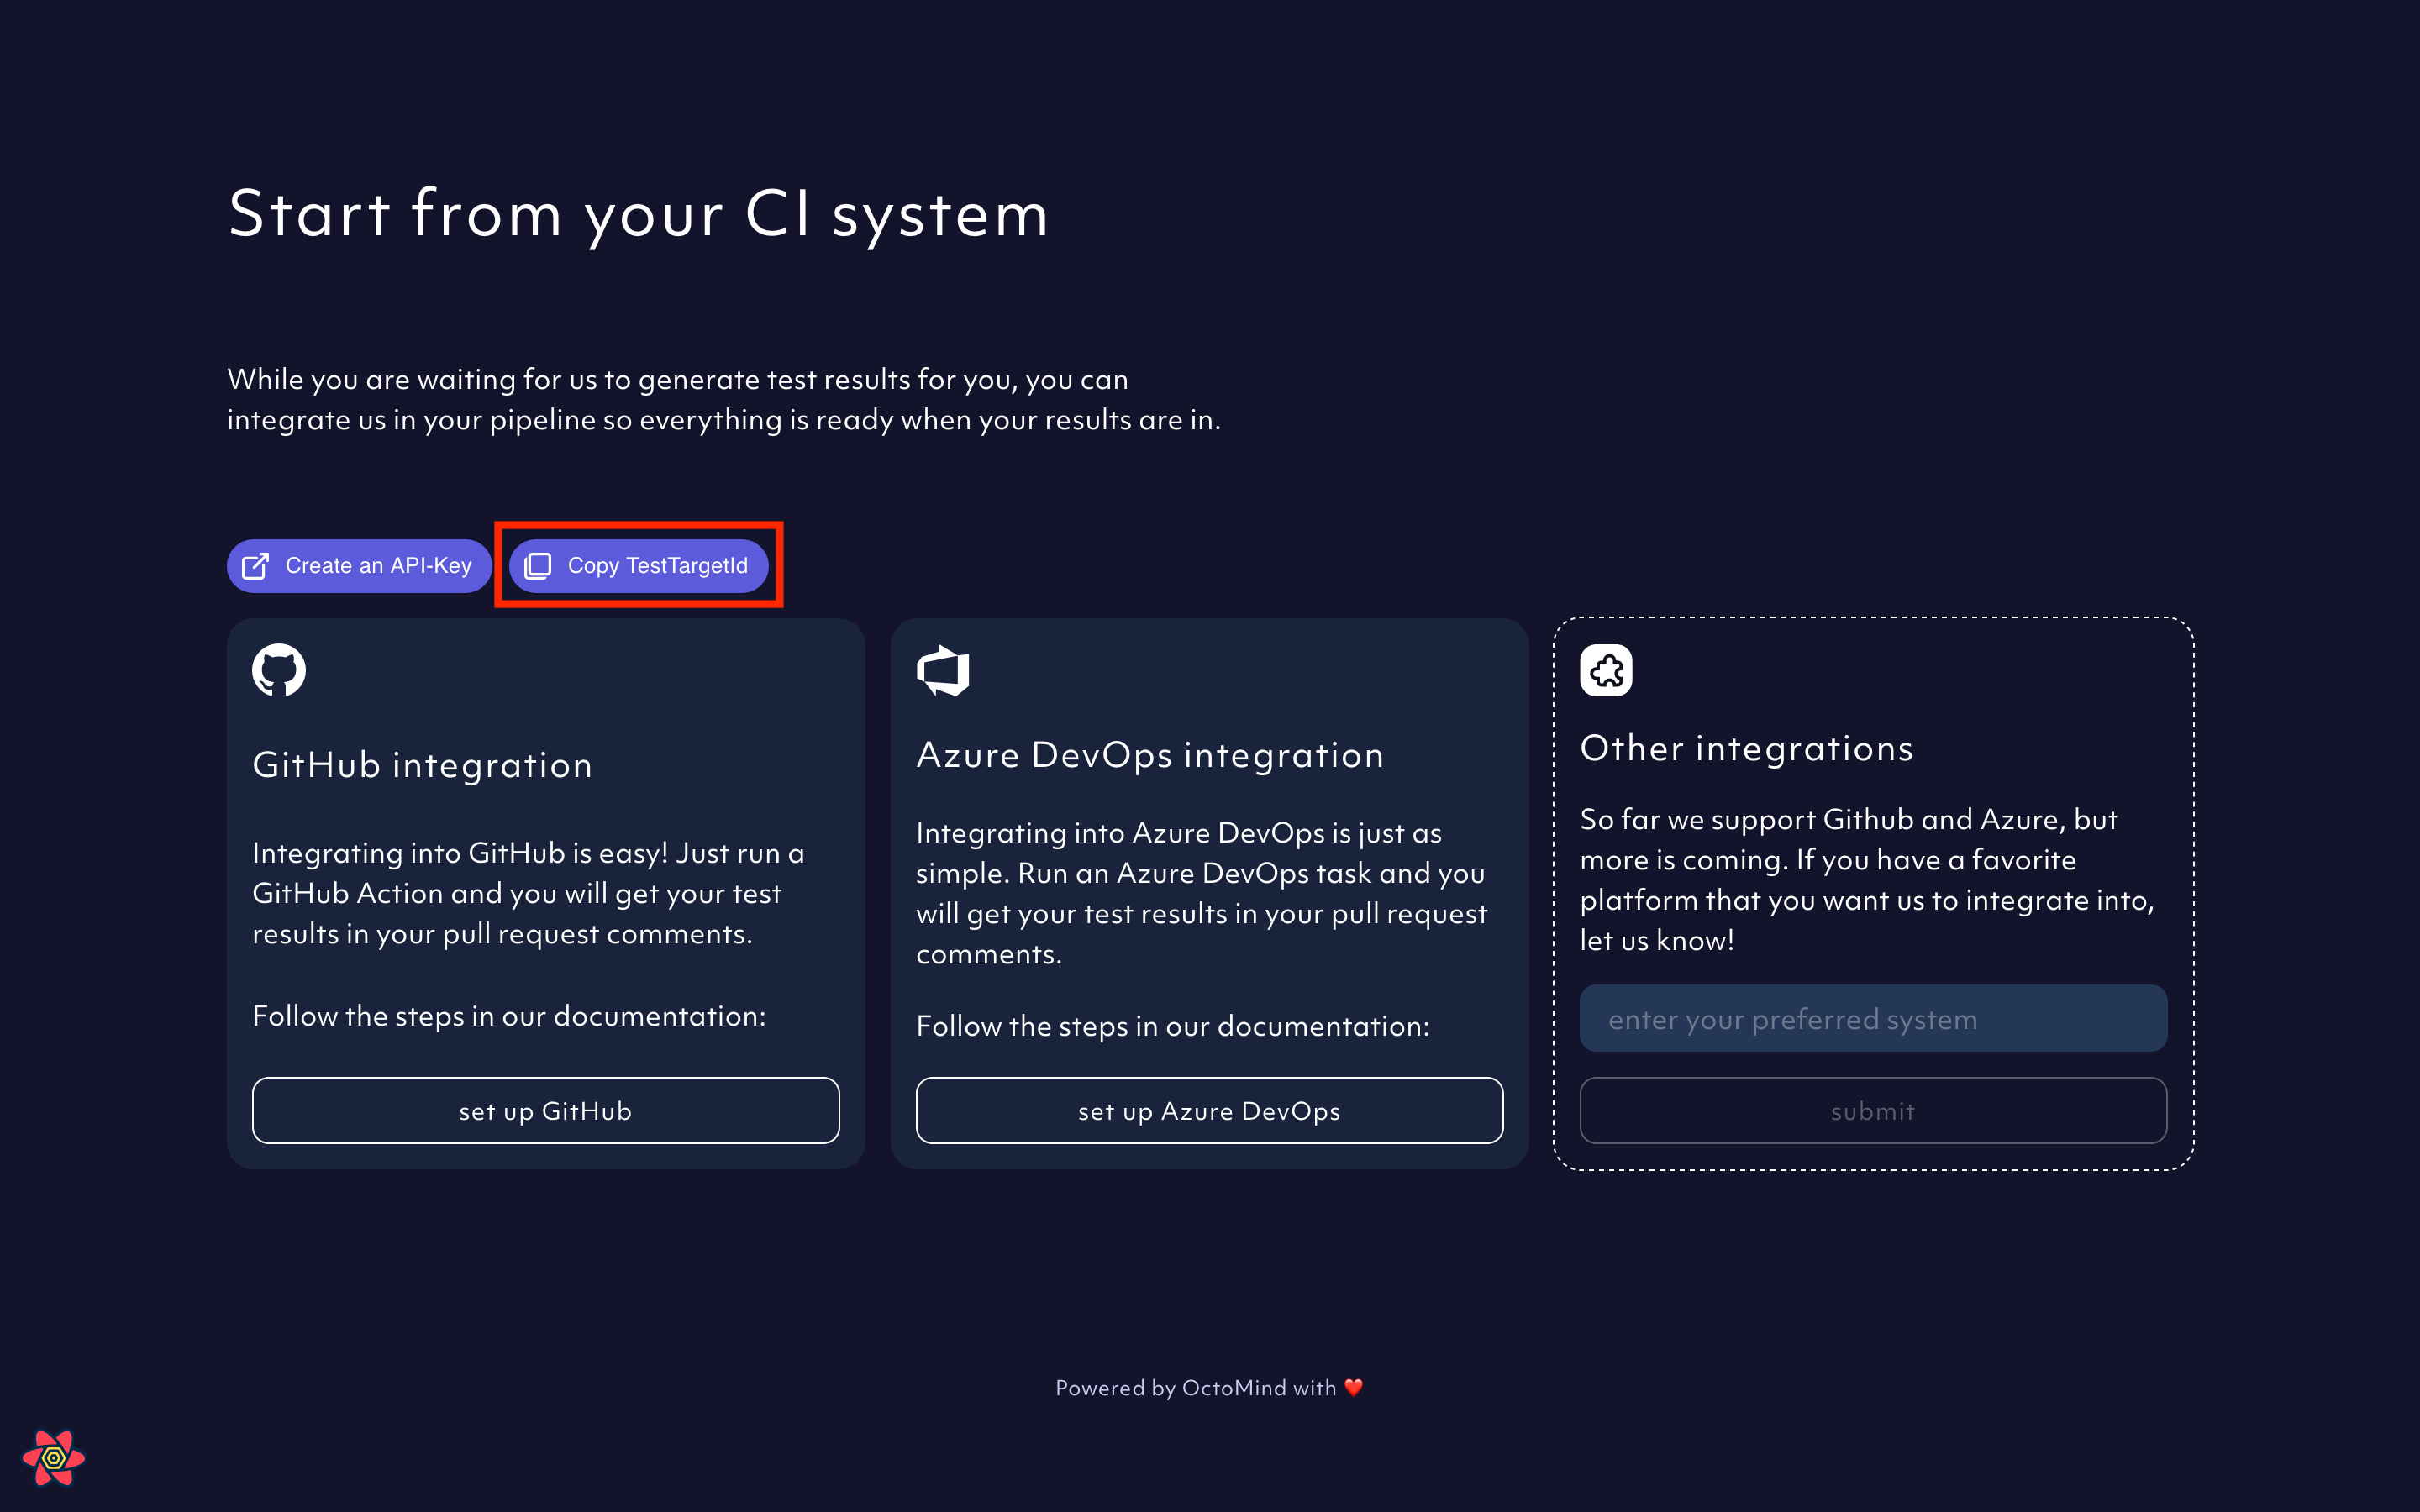 Start from your CI system
While you are waiting for us to generate test results for you, you can
integrate us in your pipeline so everything is ready when your results are in.
Create an API-Key
Copy TestTargetId
GitHub integration
Integrating into GitHub is easy! Just run a
GitHub Action and you will get your test
results in your pull request comments.
Follow the steps in our documentation:
set up GitHub
Azure DevOps integration
Integrating into Azure DevOps is just as
simple. Run an Azure DevOps task and you
will get your test results in your pull request
comments.
Follow the steps in our documentation:
set up Azure DevOps
Other integrations
So far we support Github and Azure, but
more is coming. If you have a favorite
platform that you want us to integrate into,
let us know!
enter your preferred system
submit
Powered by OctoMind with ❤️